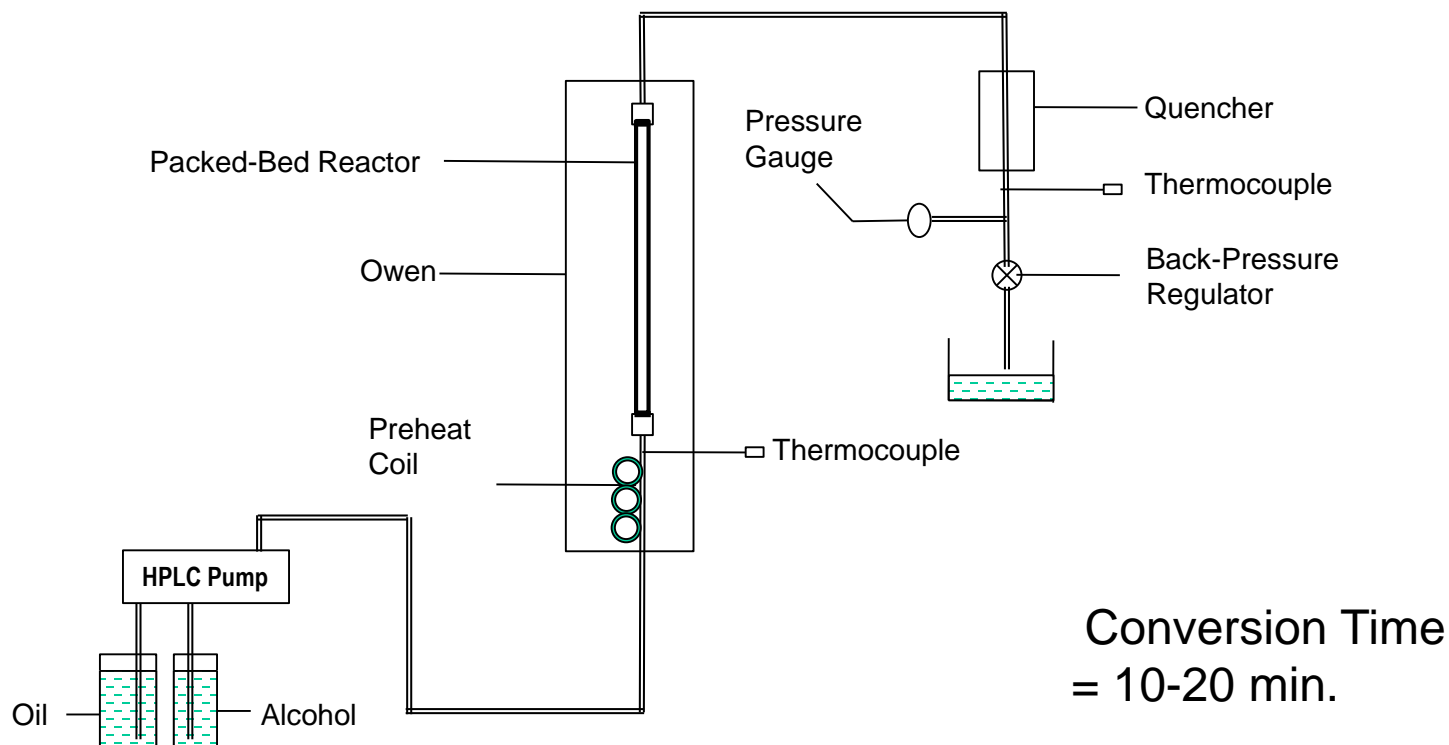 Quencher
Pressure
Gauge
Packed-Bed Reactor
Thermocouple
Owen
Back-Pressure
Regulator
Preheat
Coil
Thermocouple
HPLC Pump
Conversion Time
= 10-20 min.
Oil
Alcohol